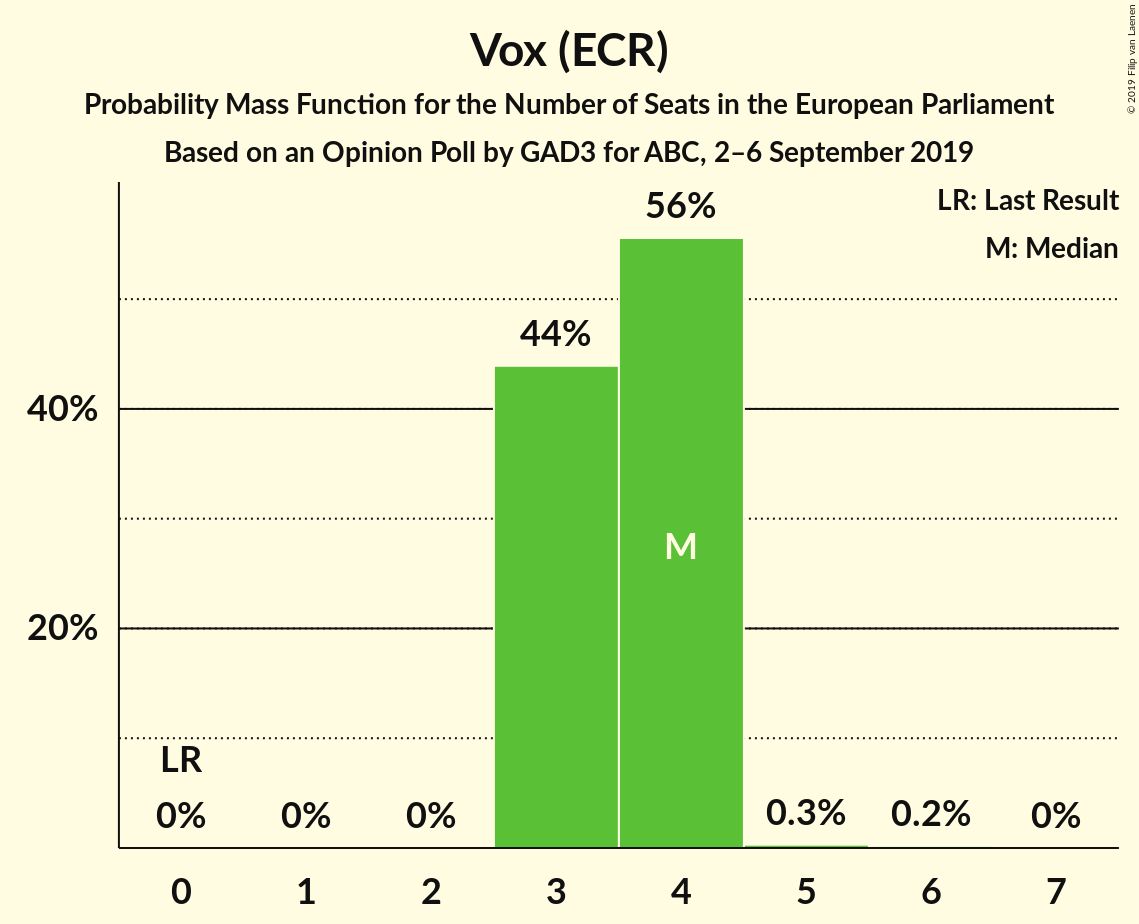 Vox (ECR)
Probability Mass Function for the Number of Seats in the European Parliament
Based on an Opinion Poll by GAD3 for ABC, 2–6 September 2019
© 2019 Filip van Laenen
LR: Last Result
M: Median
56%
44%
40%
M
20%
LR
0%
0%
0%
0.3%
0.2%
0%
0
1
2
3
4
5
6
7